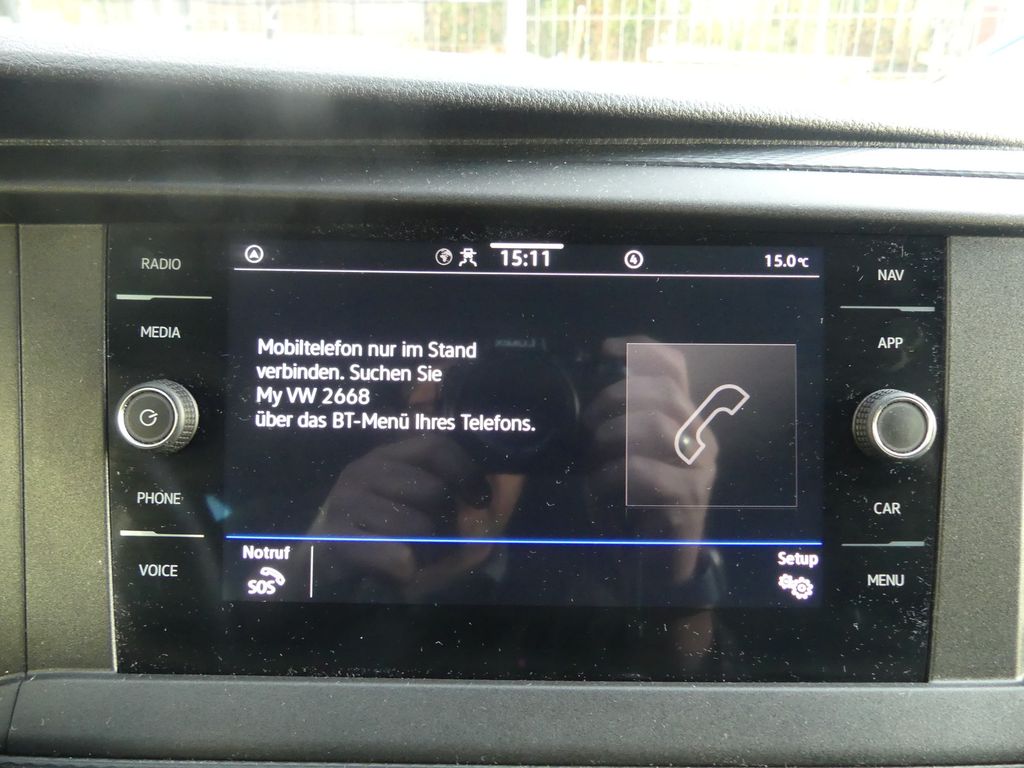 RADIO
MEDIA
PHONE
VOICE
15:11
4
15.0°C
Mobiltelefon nur im Stand
verbinden. Suchen Sie
My VW 2668
über das BT-Menü Ihres Telefons.
Notruf
SOS
Setup
NAV
APP
CAR
MENU